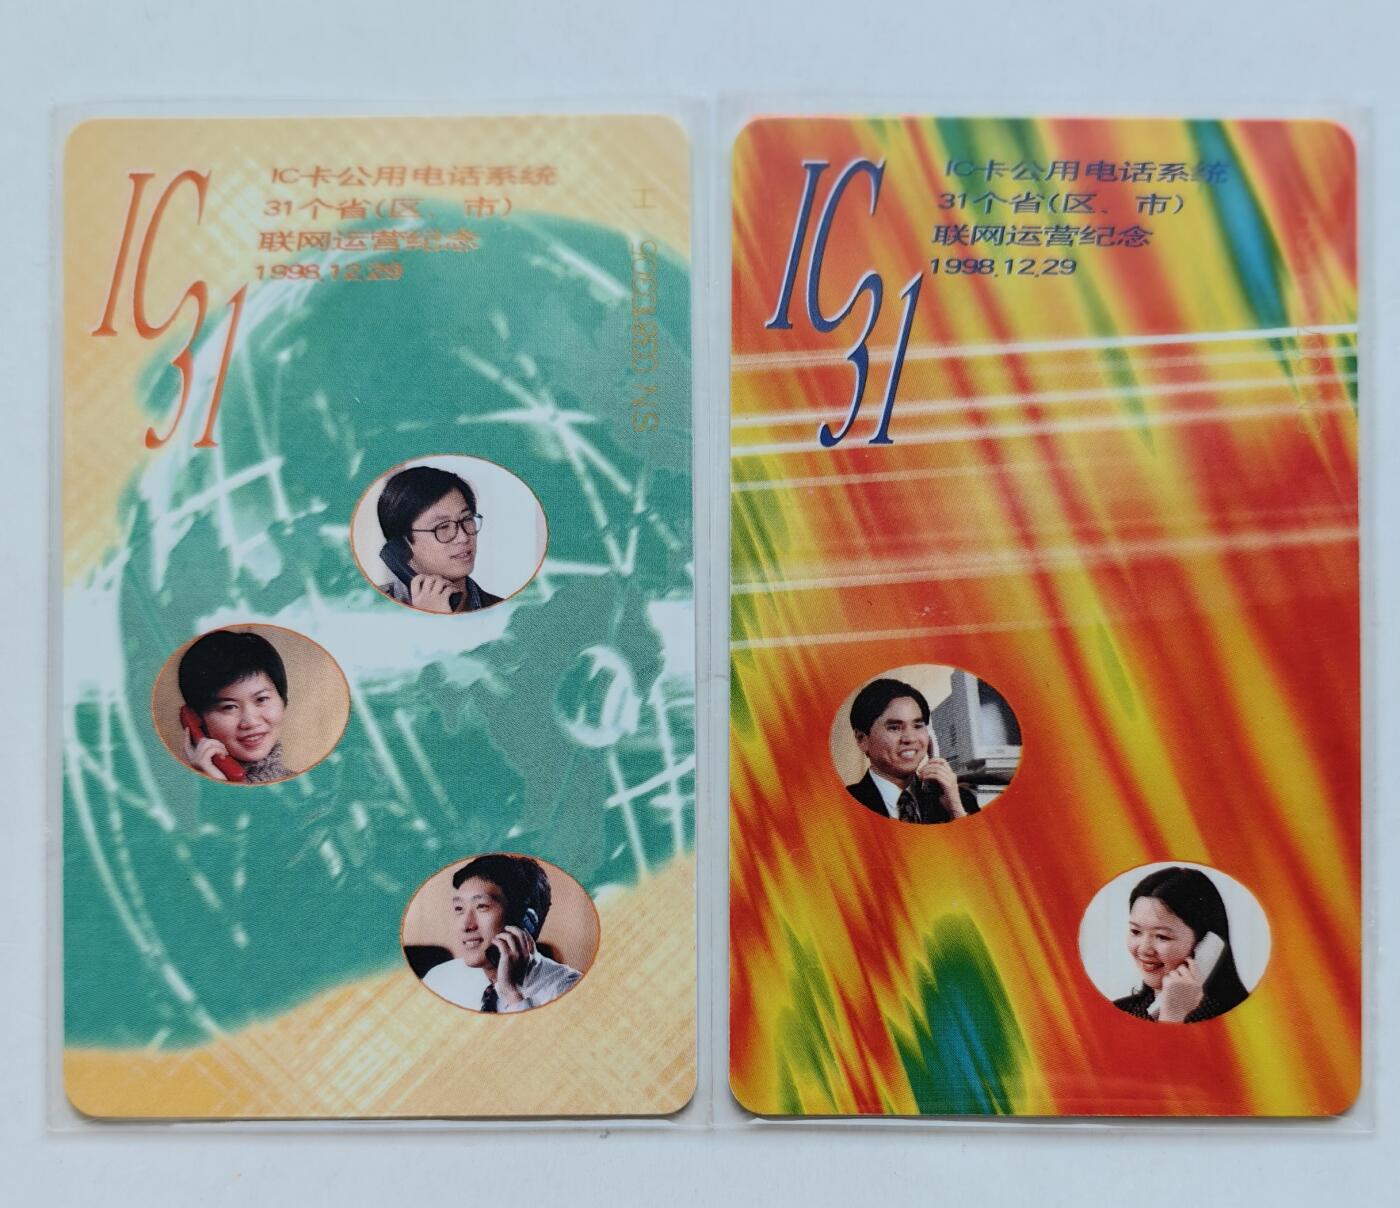 IC
31
IC卡公用电话系统
31个省(区、市)
联网运营纪念
1998.12.29
IC
31
IC卡公用电话系统
31个省(区、市)
联网运营纪念
1998.12.29